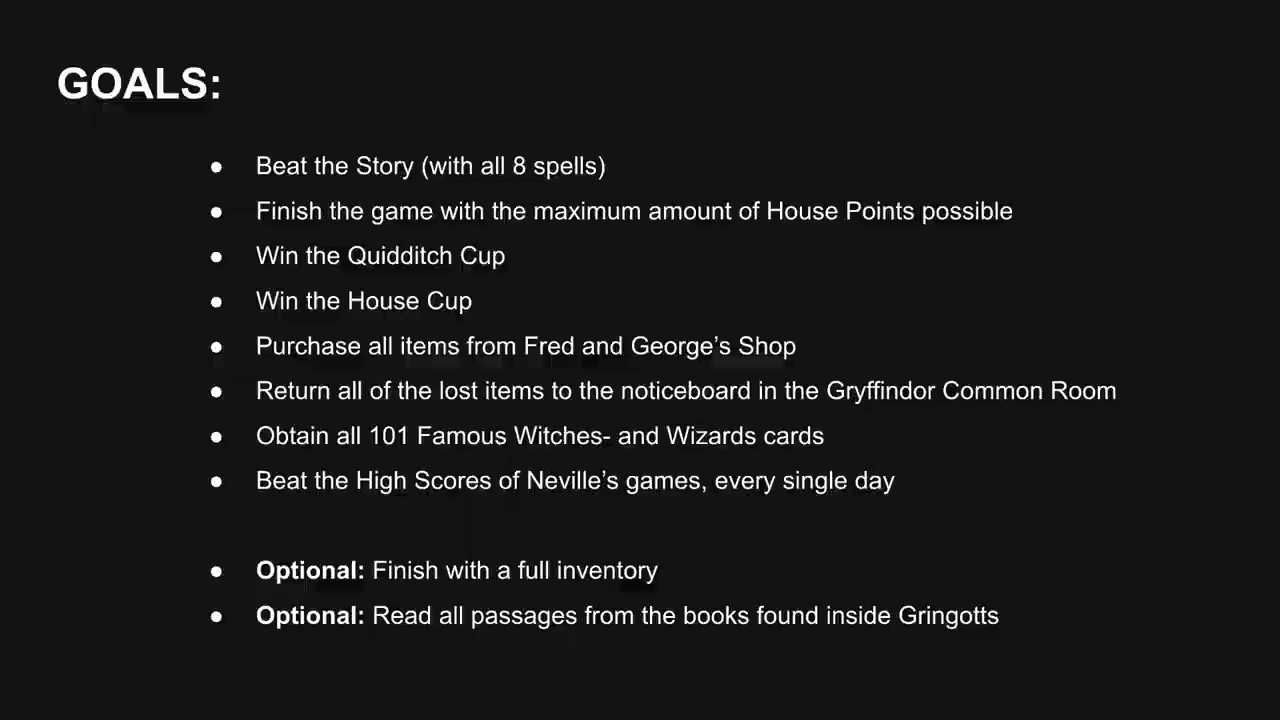 GOALS:
● Beat the Story (with all 8 spells)
● Finish the game with the maximum amount of House Points possible
● Win the Quidditch Cup
● Win the House Cup
● Purchase all items from Fred and George’s Shop
● Return all of the lost items to the noticeboard in the Gryffindor Common Room
● Obtain all 101 Famous Witches- and Wizards cards
● Beat the High Scores of Neville’s games, every single day
● Optional: Finish with a full inventory
● Optional: Read all passages from the books found inside Gringotts